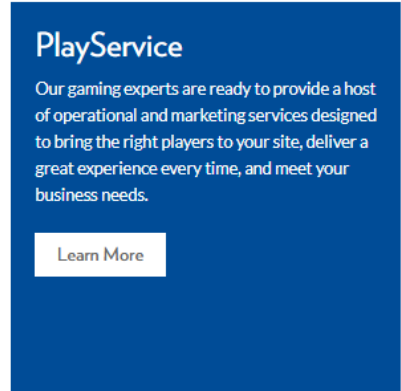 PlayService
Our gaming experts are ready to provide a host
of operational and marketing services designed
to bring the right players to your site, deliver a
great experience every time, and meet your
business needs.
Learn More